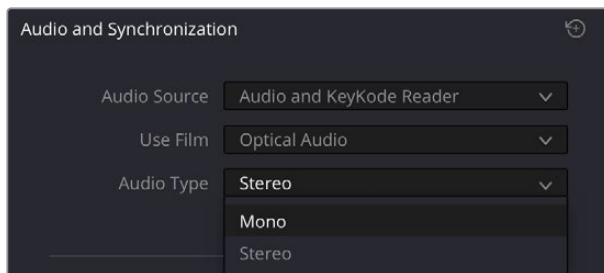 Audio and Synchronization
Audio Source Audio and KeyKode Reader
Use Film Optical Audio
Audio Type Stereo
Mono
Stereo